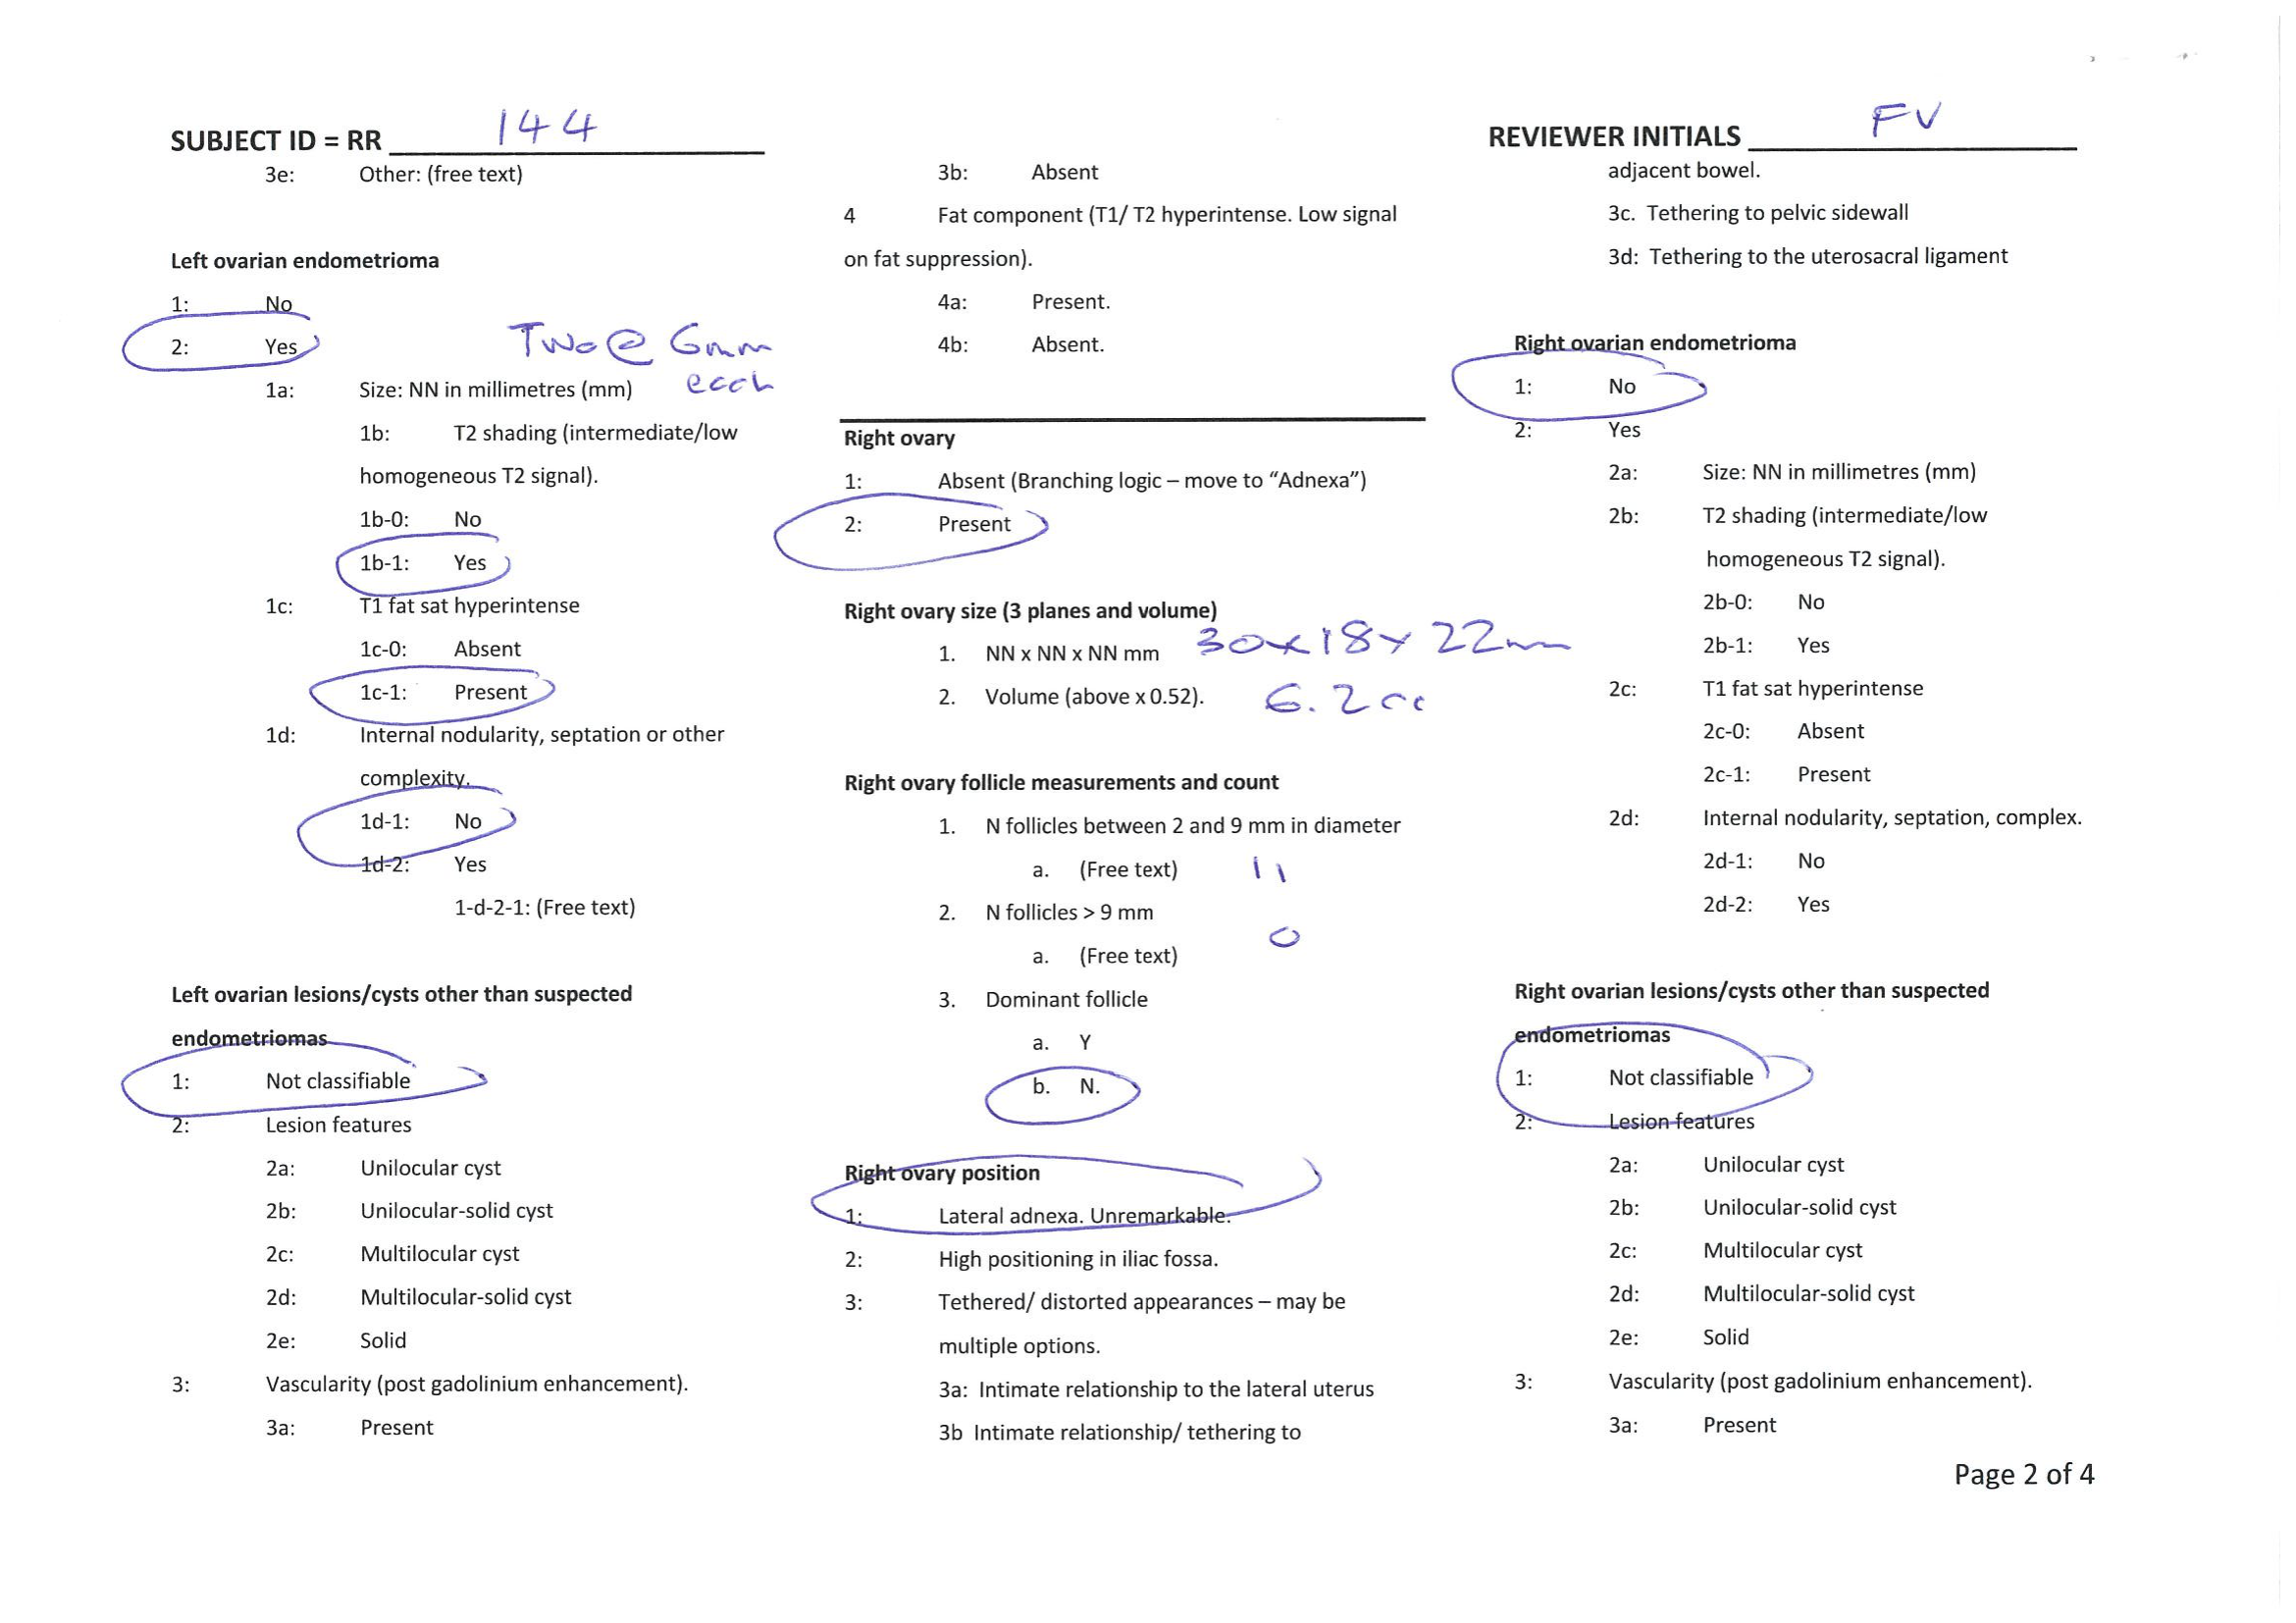 SUBJECT ID = RR 144
3e: Other: (free text)
Left ovarian endometrioma
1: No
2: Yes
Two @ 6mm
each
1a: Size: NN in millimetres (mm)
1b: T2 shading (intermediate/low
homogeneous T2 signal).
1b-0: No
1b-1: Yes
1c: T1 fat sat hyperintense
1c-0: Absent
1c-1: Present
1d: Internal nodularity, septation or other
complexity.
1d-1: No
1d-2: Yes
1-d-2-1: (Free text)
Left ovarian lesions/cysts other than suspected
endometriomas
1: Not classifiable
2: Lesion features
2a: Unilocular cyst
2b: Unilocular-solid cyst
2c: Multilocular cyst
2d: Multilocular-solid cyst
2e: Solid
3: Vascularity (post gadolinium enhancement).
3a: Present
3b: Absent
4 Fat component (T1/ T2 hyperintense. Low signal
on fat suppression).
4a: Present.
4b: Absent.
Right ovary
1: Absent (Branching logic – move to “Adnexa”)
2: Present
Right ovary size (3 planes and volume)
1. NN x NN x NN mm 30x18x22mm
2. Volume (above x 0.52). 6.2cc
Right ovary follicle measurements and count
1. N follicles between 2 and 9 mm in diameter
a. (Free text) 11
2. N follicles > 9 mm
0
a. (Free text)
3. Dominant follicle
a. Y
b. N.
Right ovary position
1: Lateral adnexa. Unremarkable.
2: High positioning in iliac fossa.
3: Tethered/ distorted appearances – may be
multiple options.
3a: Intimate relationship to the lateral uterus
3b Intimate relationship/ tethering to
REVIEWER INITIALS FV
adjacent bowel.
3c. Tethering to pelvic sidewall
3d: Tethering to the uterosacral ligament
Right ovarian endometrioma
1: No
2: Yes
2a: Size: NN in millimetres (mm)
2b: T2 shading (intermediate/low
homogeneous T2 signal).
2b-0: No
2b-1: Yes
2c: T1 fat sat hyperintense
2c-0: Absent
2c-1: Present
2d: Internal nodularity, septation, complex.
2d-1: No
2d-2: Yes
Right ovarian lesions/cysts other than suspected
endometriomas
1: Not classifiable
2: Lesion features
2a: Unilocular cyst
2b: Unilocular-solid cyst
2c: Multilocular cyst
2d: Multilocular-solid cyst
2e: Solid
3: Vascularity (post gadolinium enhancement).
3a: Present
Page 2 of 4